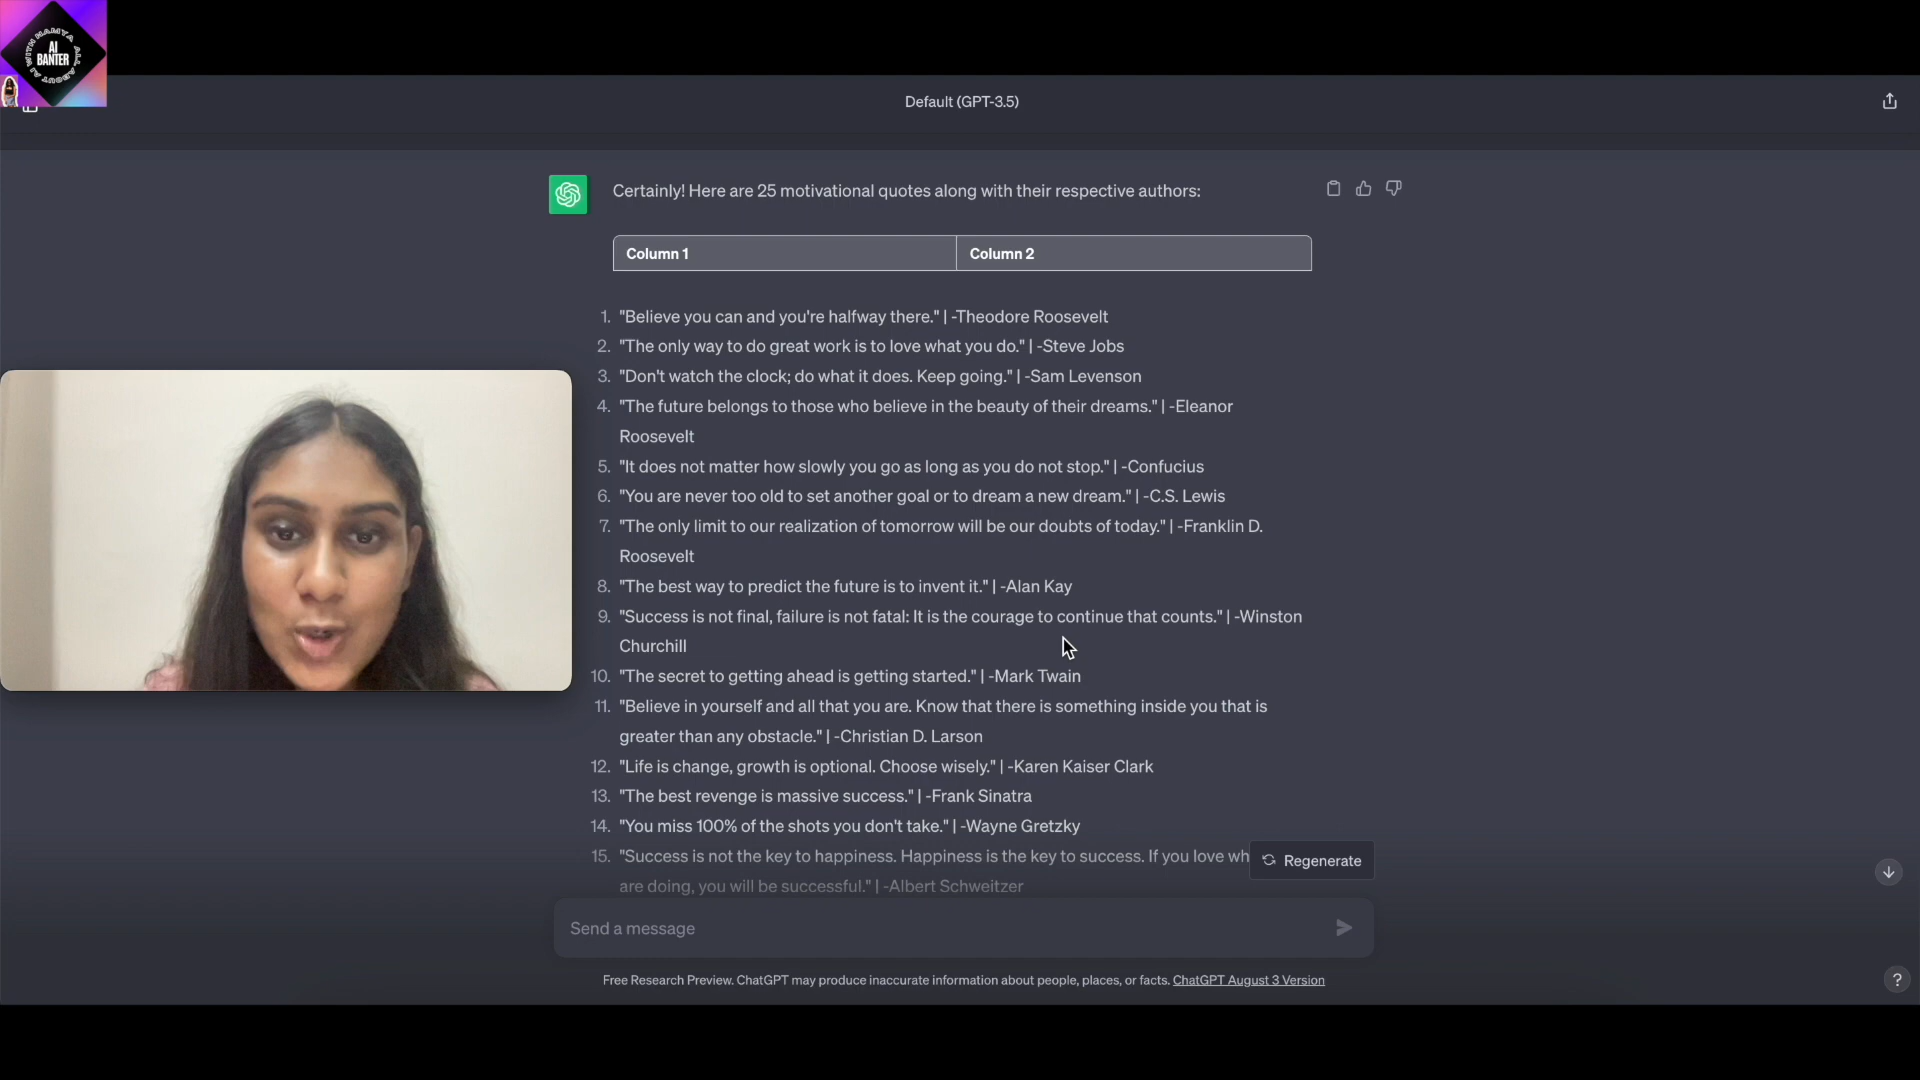 AI
BANTER
WITH NAMYA ALL ABOUT AI
Default (GPT-3.5)
Certainly! Here are 25 motivational quotes along with their respective authors:
Column 1 Column 2
1. "Believe you can and you're halfway there." | -Theodore Roosevelt
2. "The only way to do great work is to love what you do." | -Steve Jobs
3. "Don't watch the clock; do what it does. Keep going." | -Sam Levenson
4. "The future belongs to those who believe in the beauty of their dreams." | -Eleanor
Roosevelt
5. "It does not matter how slowly you go as long as you do not stop." | -Confucius
6. "You are never too old to set another goal or to dream a new dream." | -C.S. Lewis
7. "The only limit to our realization of tomorrow will be our doubts of today." | -Franklin D.
Roosevelt
8. "The best way to predict the future is to invent it." | -Alan Kay
9. "Success is not final, failure is not fatal: It is the courage to continue that counts." | -Winston
Churchill
10. "The secret to getting ahead is getting started." | -Mark Twain
11. "Believe in yourself and all that you are. Know that there is something inside you that is
greater than any obstacle." | -Christian D. Larson
12. "Life is change, growth is optional. Choose wisely." | -Karen Kaiser Clark
13. "The best revenge is massive success." | -Frank Sinatra
14. "You miss 100% of the shots you don't take." | -Wayne Gretzky
15. "Success is not the key to happiness. Happiness is the key to success. If you love wh
are doing, you will be successful." | -Albert Schweitzer
Regenerate
Send a message
Free Research Preview. ChatGPT may produce inaccurate information about people, places, or facts. ChatGPT August 3 Version
?